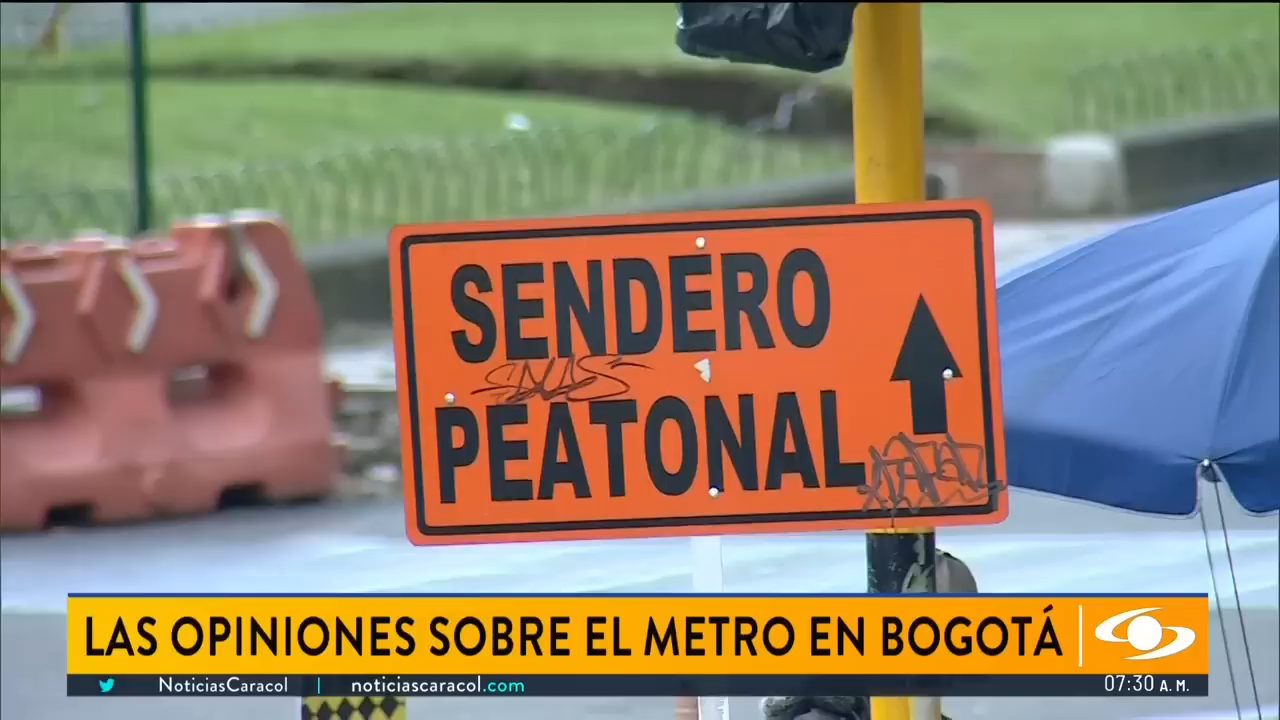 SENDERO
PEATONAL
LAS OPINIONES SOBRE EL METRO EN BOGOTÁ
NoticiasCaracol | noticiascaracol.com 07:30 A. M.